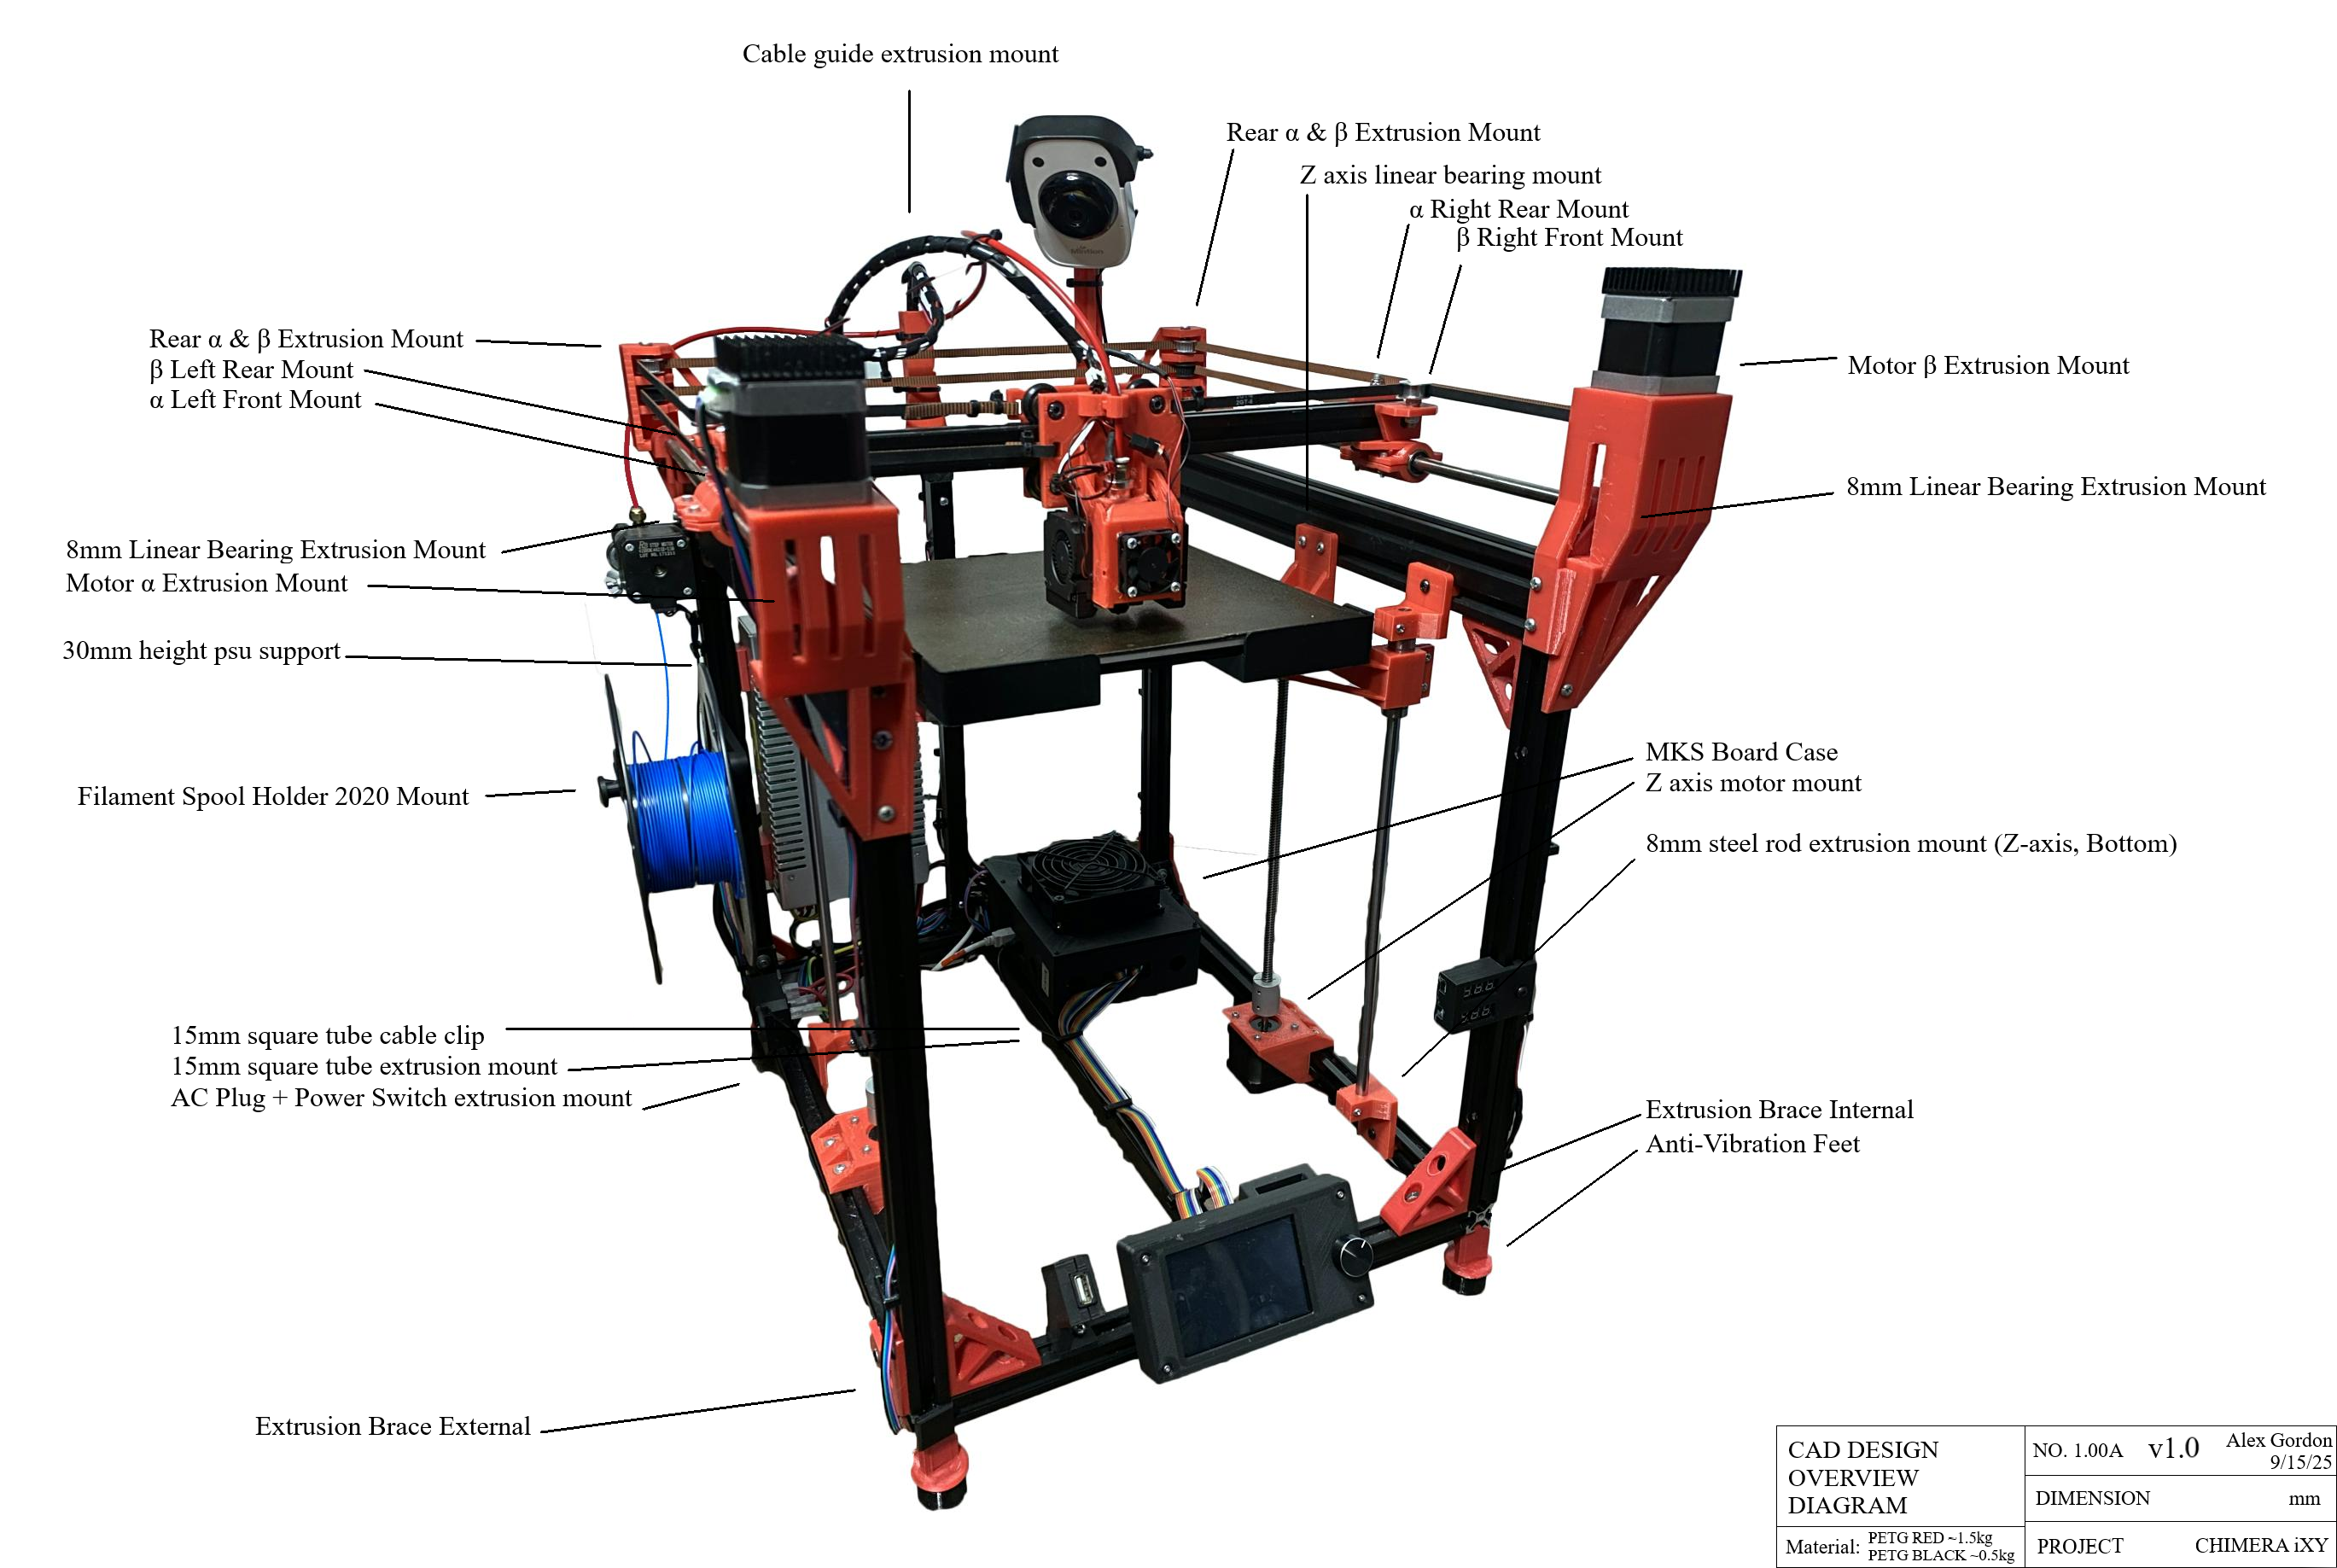 Cable guide extrusion mount
Rear α & β Extrusion Mount
Z axis linear bearing mount
α Right Rear Mount
β Right Front Mount
Rear α & β Extrusion Mount
β Left Rear Mount
α Left Front Mount
Motor β Extrusion Mount
8mm Linear Bearing Extrusion Mount
8mm Linear Bearing Extrusion Mount
Motor α Extrusion Mount
30mm height psu support
Filament Spool Holder 2020 Mount
MKS Board Case
Z axis motor mount
8mm steel rod extrusion mount (Z-axis, Bottom)
15mm square tube cable clip
15mm square tube extrusion mount
AC Plug + Power Switch extrusion mount
Extrusion Brace Internal
Anti-Vibration Feet
Extrusion Brace External
CAD DESIGN
OVERVIEW
DIAGRAM
NO. 1.00A v1.0 Alex Gordon
9/15/25
DIMENSION mm
Material: PETG RED ~1.5kg
PETG BLACK ~0.5kg
PROJECT CHIMERA iXY